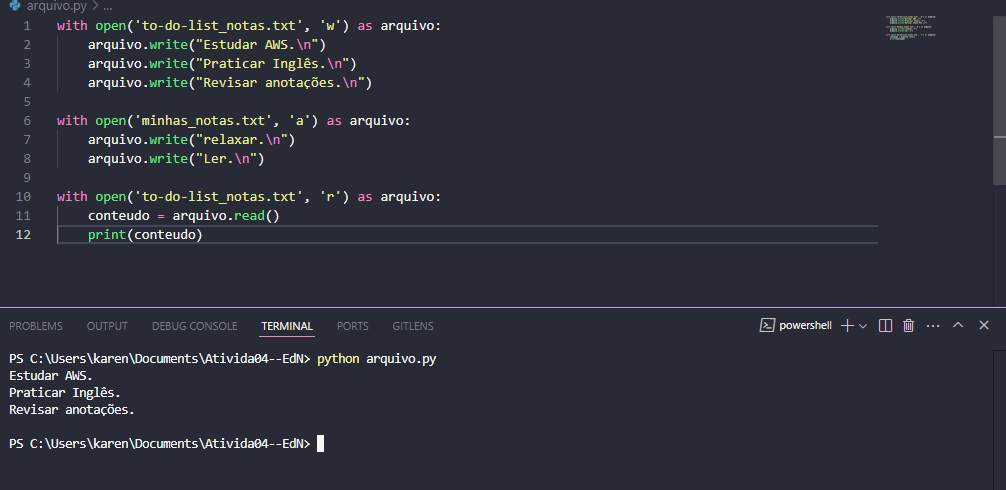 arquivo.py > ...
1 with open('to-do-list_notas.txt', 'w') as arquivo:
2     arquivo.write("Estudar AWS.\n")
3     arquivo.write("Praticar Inglês.\n")
4     arquivo.write("Revisar anotações.\n")
5
6 with open('minhas_notas.txt', 'a') as arquivo:
7     arquivo.write("relaxar.\n")
8     arquivo.write("Ler.\n")
9
10 with open('to-do-list_notas.txt', 'r') as arquivo:
11     conteudo = arquivo.read()
12     print(conteudo)
PROBLEMS OUTPUT DEBUG CONSOLE TERMINAL PORTS GITLENS powershell
PS C:\Users\karen\Documents\Ativida04--EdN> python arquivo.py
Estudar AWS.
Praticar Inglês.
Revisar anotações.
PS C:\Users\karen\Documents\Ativida04--EdN>